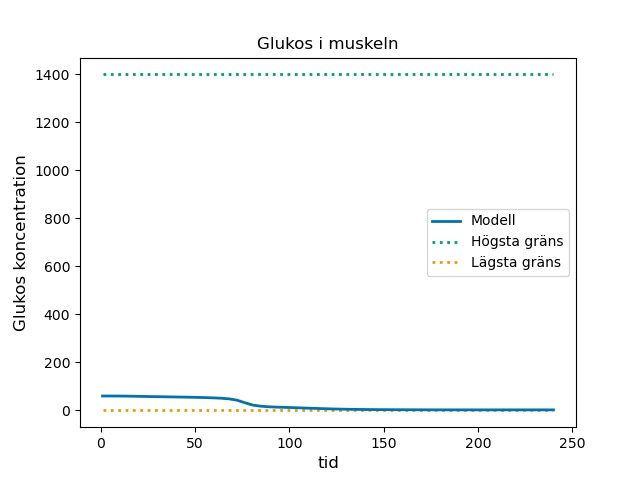 Glukos i muskeln
Glukos koncentration
1400
1200
1000
800
600
400
200
0
Modell
Högsta gräns
Lägsta gräns
0 50 100 150 200 250
tid